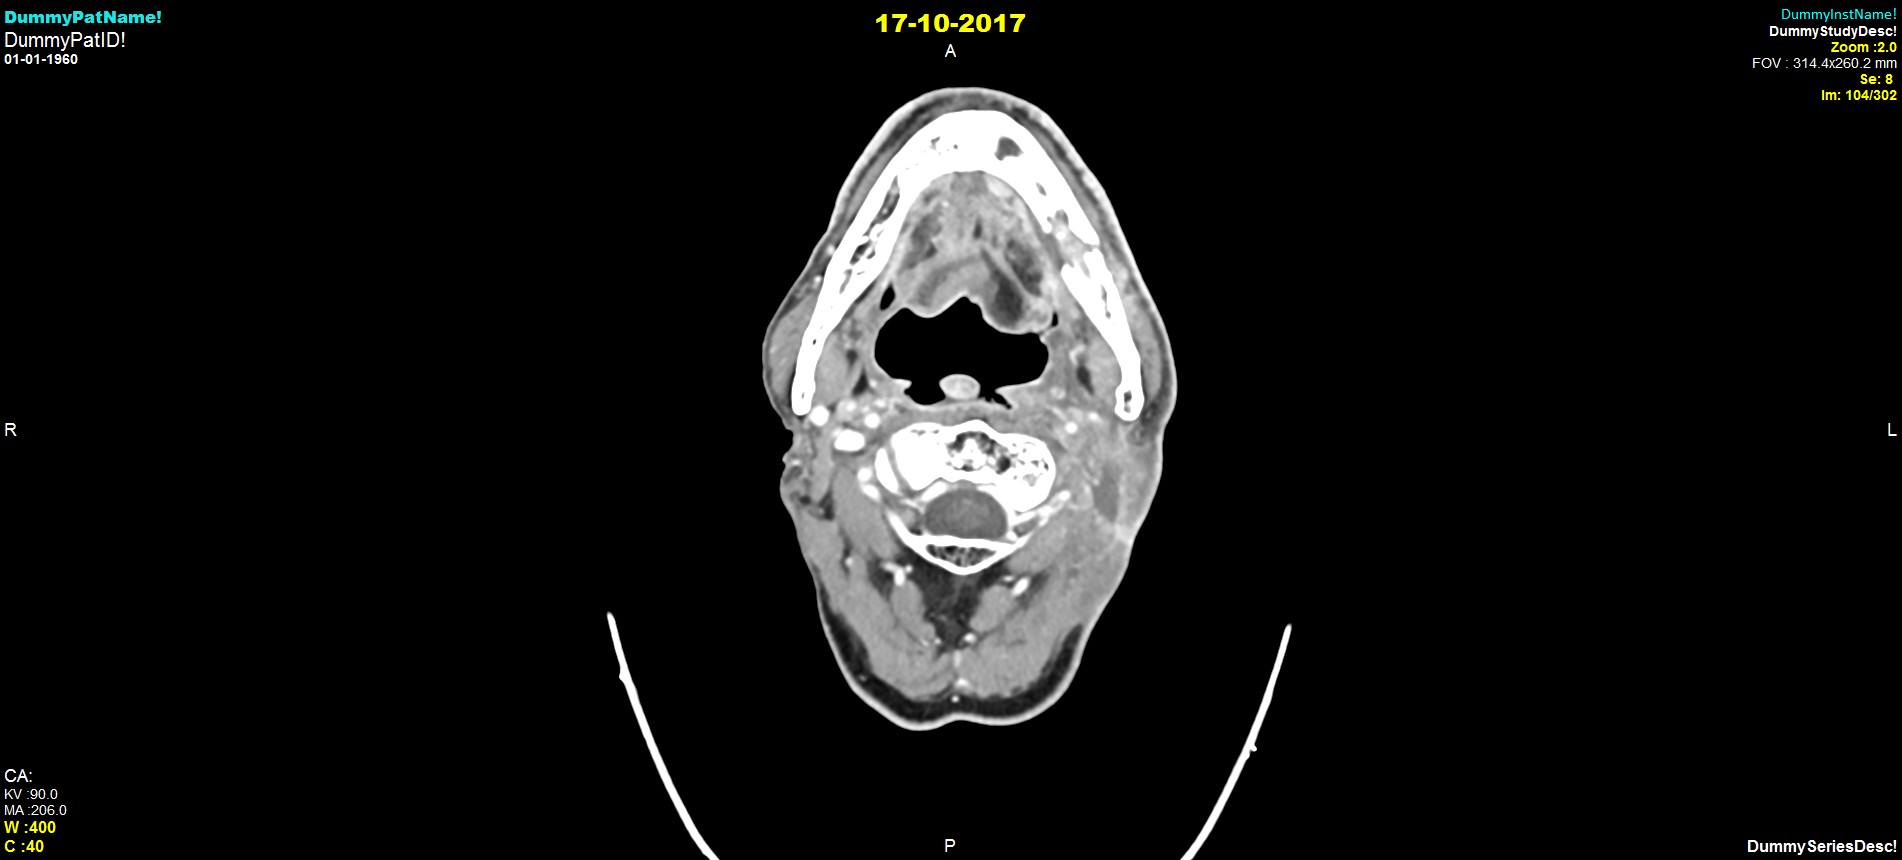 DummyPatName!
DummyPatID!
01-01-1960
17-10-2017
A
DummyInstName!
DummyStudyDesc!
Zoom :2.0
FOV : 314.4x260.2 mm
Se: 8
Im: 104/302
R
L
CA:
KV :90.0
MA :206.0
W :400
C :40
P
DummySeriesDesc!